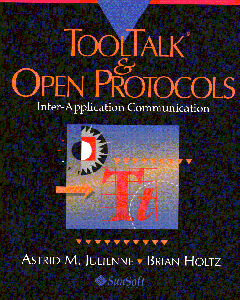 TOOLTALK®
&
OPEN PROTOCOLS
Inter-Application Communication
Tt
ASTRID M. JULIENNE ▼ BRIAN HOLTZ
SunSoft